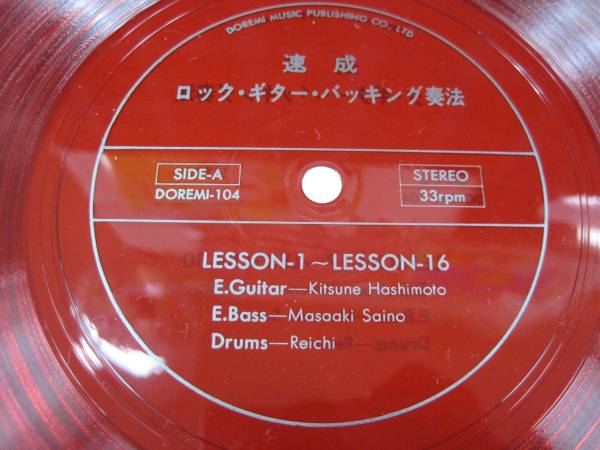 DOREMI MUSIC PUBLISHING CO., LTD
速成
ロック・ギター・バッキング奏法
SIDE-A
DOREMI-104
STEREO
33rpm
LESSON-1~LESSON-16
E.Guitar—Kitsune Hashimoto
E.Bass—Masaaki Saino
Drums—Reichi